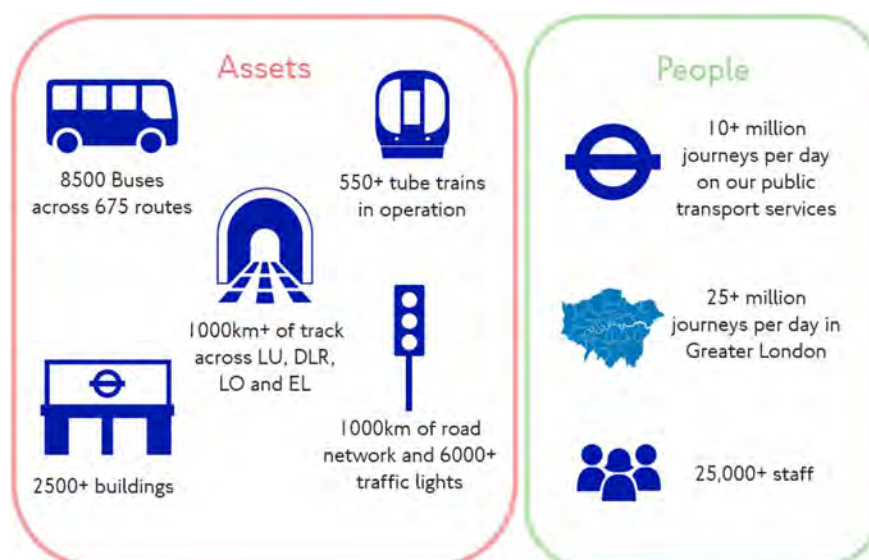 Assets
8500 Buses
across 675 routes
550+ tube trains
in operation
1000km+ of track
across LU, DLR,
LO and EL
2500+ buildings
1000km of road
network and 6000+
traffic lights
People
10+ million
journeys per day
on our public
transport services
25+ million
journeys per day in
Greater London
25,000+ staff